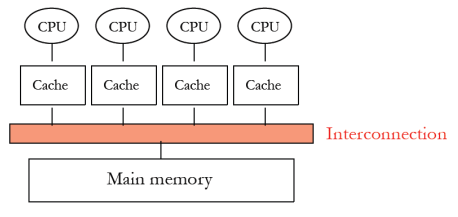 CPU CPU CPU CPU
Cache Cache Cache Cache
Interconnection
Main memory